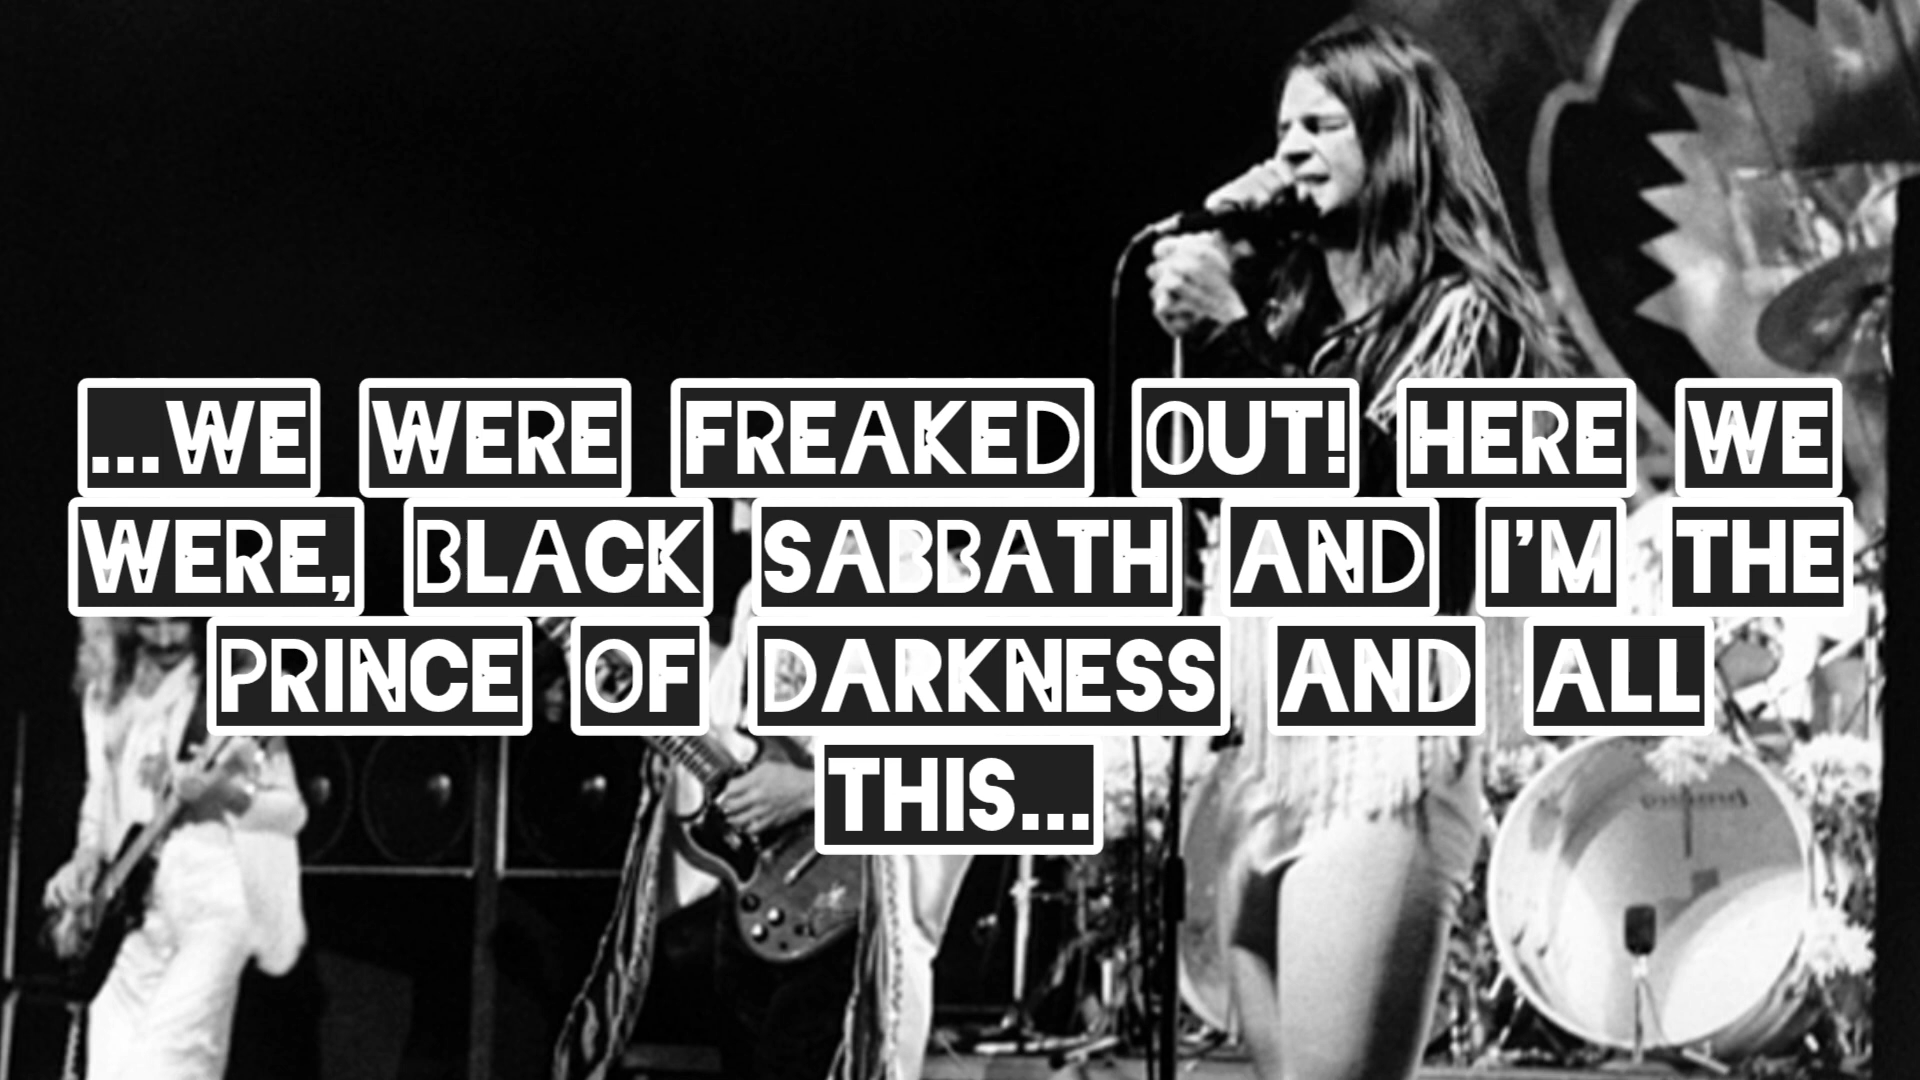 ...WE WERE FREAKED OUT! HERE WE
WERE, BLACK SABBATH AND I'M THE
PRINCE OF DARKNESS AND ALL
THIS...